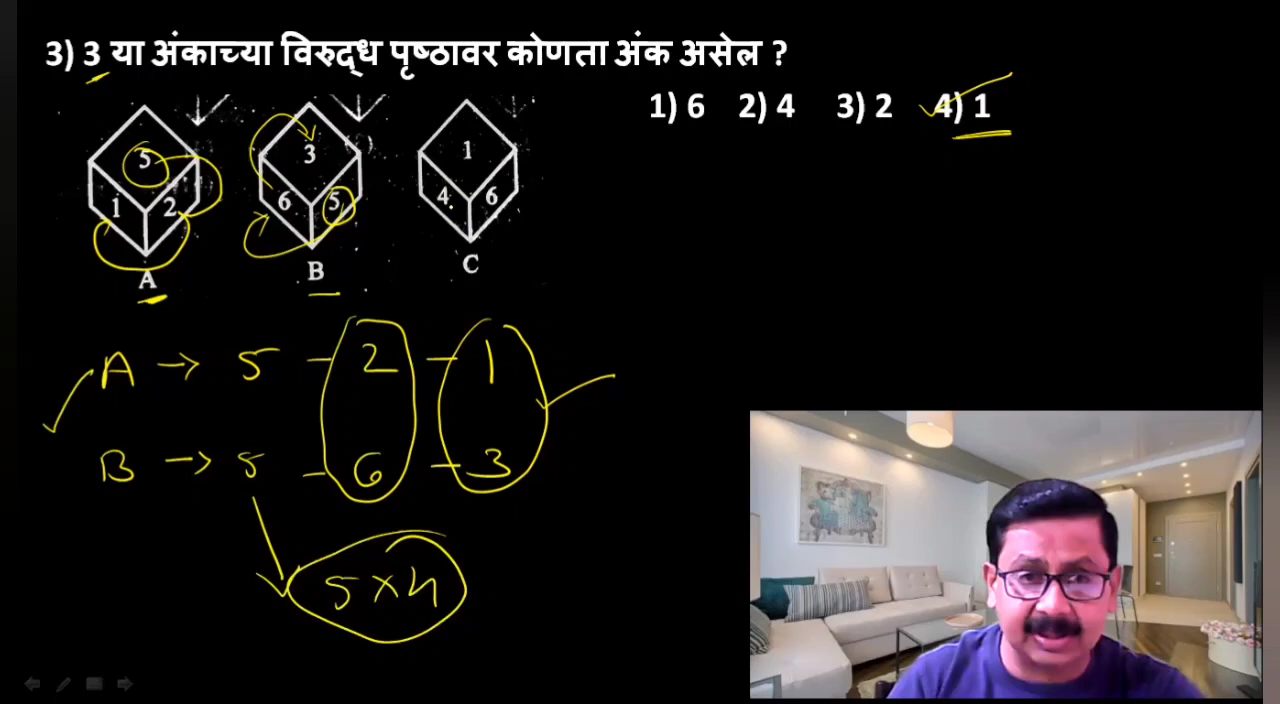 3) 3 या अंकाच्या विरुद्ध पृष्ठावर कोणता अंक असेल ?
1) 6 2) 4 3) 2 4) 1
5 3 1
1 2 6 5 4 6
A B C
A → 5 - 2 - 1
B → 5 - 6 - 3
5 × 4